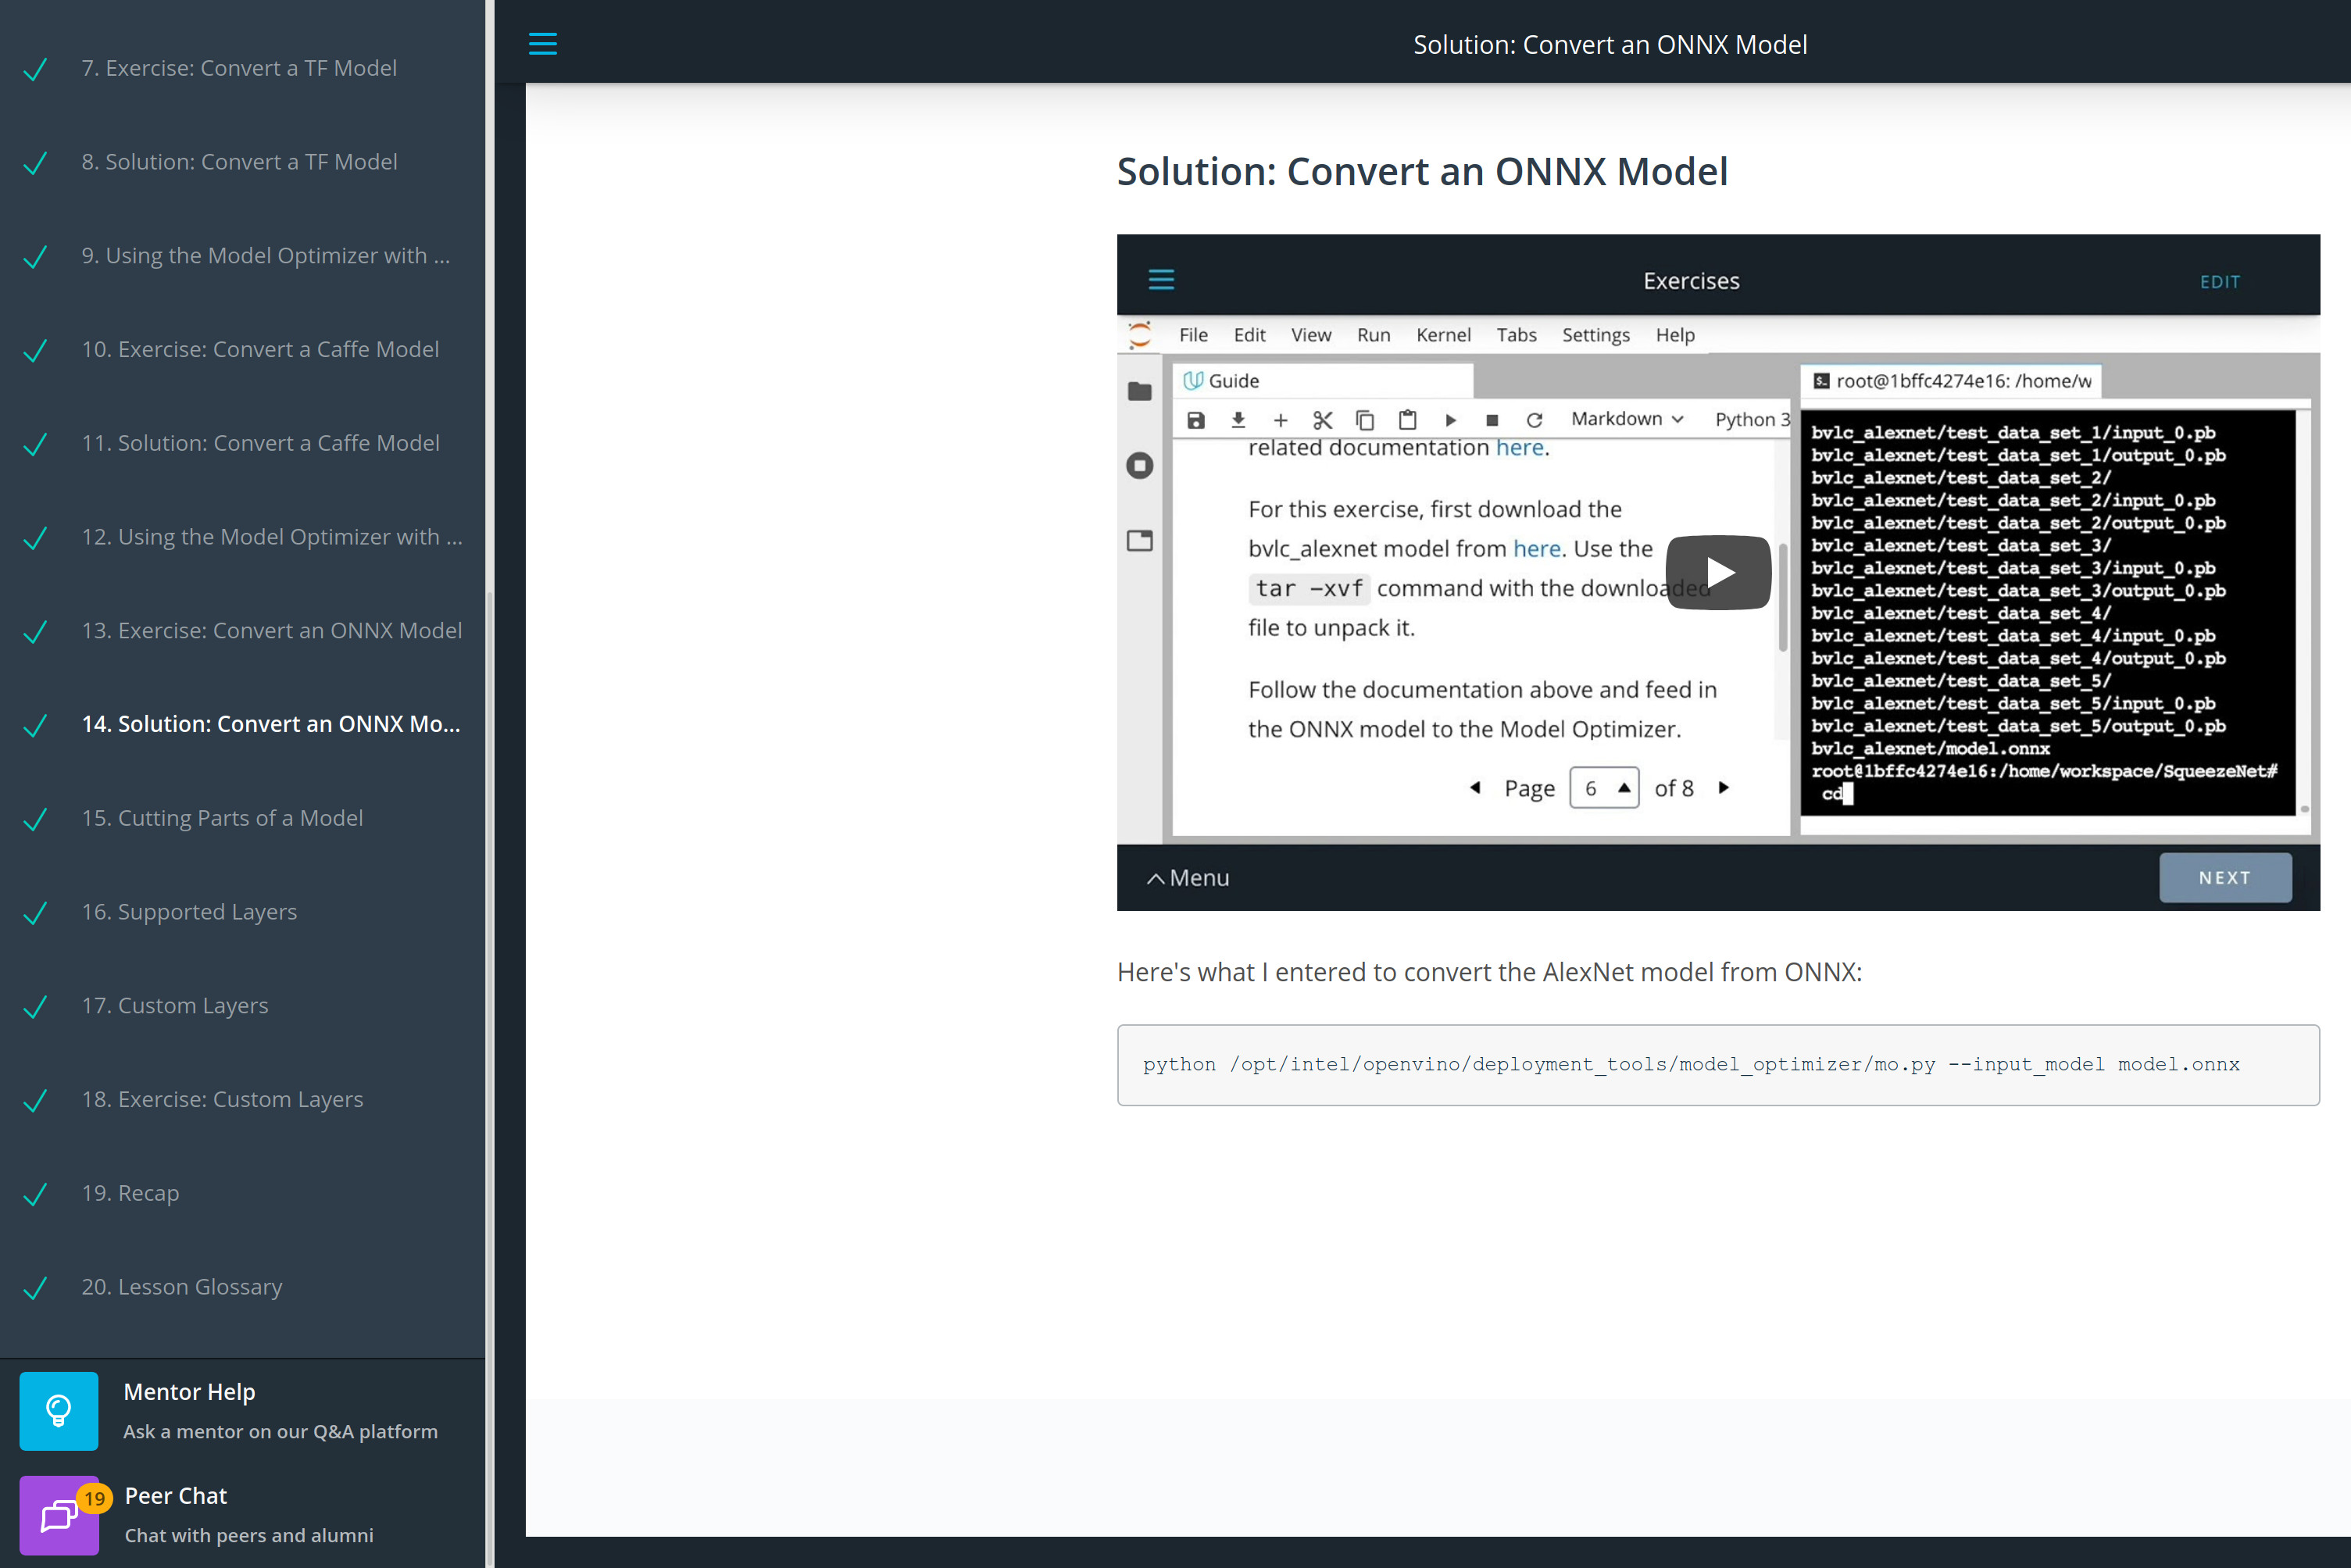 7. Exercise: Convert a TF Model
8. Solution: Convert a TF Model
9. Using the Model Optimizer with ...
10. Exercise: Convert a Caffe Model
11. Solution: Convert a Caffe Model
12. Using the Model Optimizer with ...
13. Exercise: Convert an ONNX Model
14. Solution: Convert an ONNX Mo...
15. Cutting Parts of a Model
16. Supported Layers
17. Custom Layers
18. Exercise: Custom Layers
19. Recap
20. Lesson Glossary
Mentor Help
Ask a mentor on our Q&A platform
19
Peer Chat
Chat with peers and alumni
Solution: Convert an ONNX Model
Solution: Convert an ONNX Model
Exercises
EDIT
File Edit View Run Kernel Tabs Settings Help
Guide
Markdown Python 3
related documentation here.
For this exercise, first download the
bvlc_alexnet model from here. Use the
tar -xvf command with the downloaded
file to unpack it.
Follow the documentation above and feed in
the ONNX model to the Model Optimizer.
Page 6 of 8
$_ root@1bffc4274e16: /home/w
bvlc_alexnet/test_data_set_1/input_0.pb
bvlc_alexnet/test_data_set_1/output_0.pb
bvlc_alexnet/test_data_set_2/
bvlc_alexnet/test_data_set_2/input_0.pb
bvlc_alexnet/test_data_set_2/output_0.pb
bvlc_alexnet/test_data_set_3/
bvlc_alexnet/test_data_set_3/input_0.pb
bvlc_alexnet/test_data_set_3/output_0.pb
bvlc_alexnet/test_data_set_4/
bvlc_alexnet/test_data_set_4/input_0.pb
bvlc_alexnet/test_data_set_4/output_0.pb
bvlc_alexnet/test_data_set_5/
bvlc_alexnet/test_data_set_5/input_0.pb
bvlc_alexnet/test_data_set_5/output_0.pb
bvlc_alexnet/model.onnx
root@1bffc4274e16:/home/workspace/SqueezeNet#
cd
Menu
NEXT
Here's what I entered to convert the AlexNet model from ONNX:
python /opt/intel/openvino/deployment_tools/model_optimizer/mo.py --input_model model.onnx